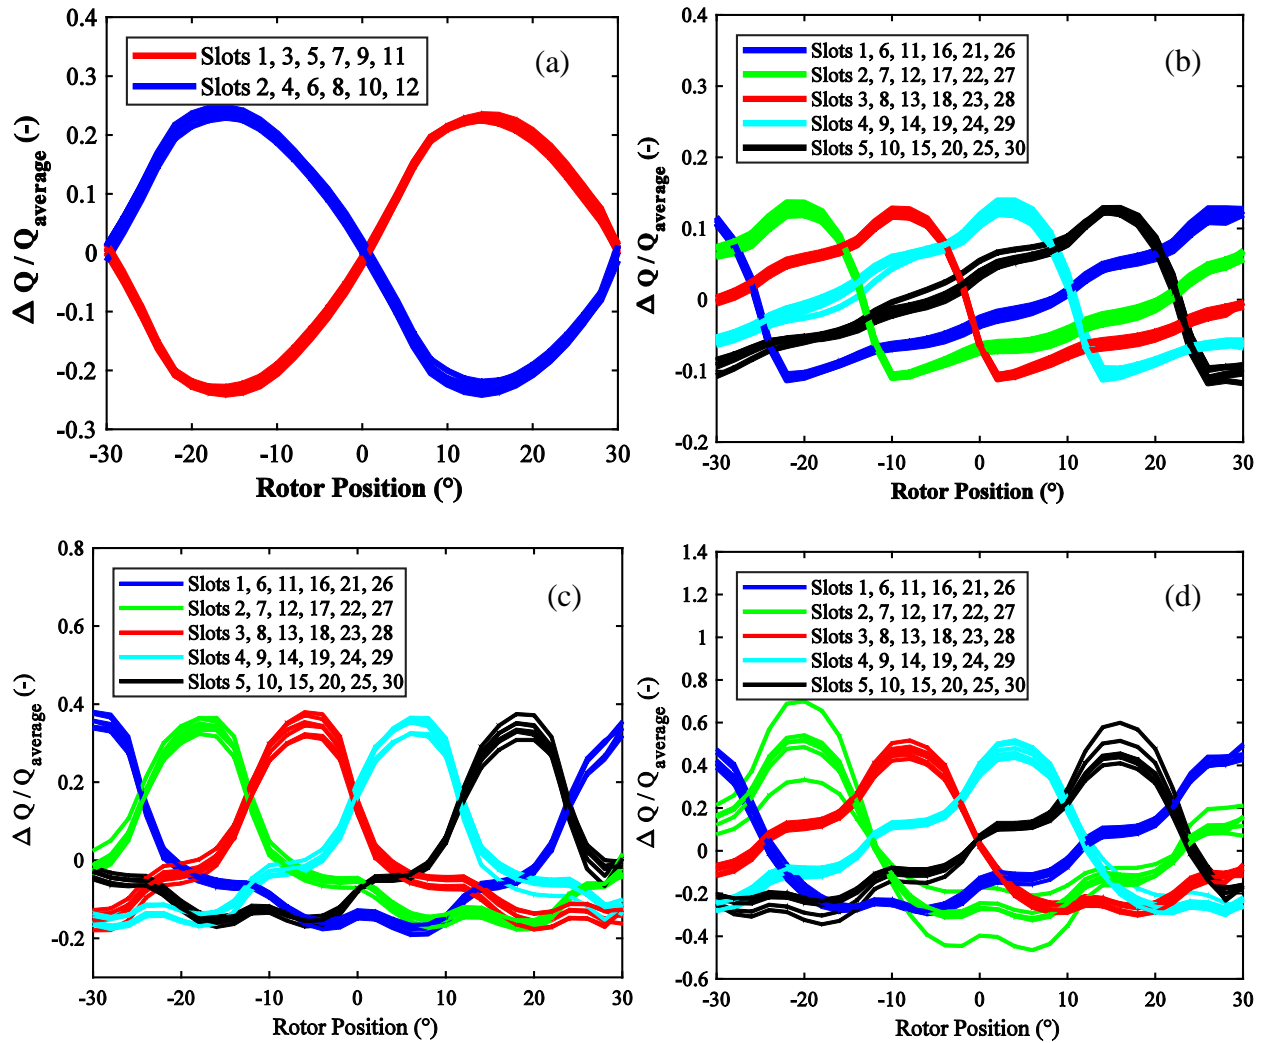 (a)
Slots 1, 3, 5, 7, 9, 11
Slots 2, 4, 6, 8, 10, 12
0.4
0.3
0.2
0.1
0
-0.1
-0.2
-0.3
-30
-20
-10
0
10
20
30
Δ Q / Qaverage (-)
Rotor Position (°)
(b)
Slots 1, 6, 11, 16, 21, 26
Slots 2, 7, 12, 17, 22, 27
Slots 3, 8, 13, 18, 23, 28
Slots 4, 9, 14, 19, 24, 29
Slots 5, 10, 15, 20, 25, 30
0.4
0.3
0.2
0.1
0
-0.1
-0.2
-30
-20
-10
0
10
20
30
Δ Q / Qaverage (-)
Rotor Position (°)
(c)
Slots 1, 6, 11, 16, 21, 26
Slots 2, 7, 12, 17, 22, 27
Slots 3, 8, 13, 18, 23, 28
Slots 4, 9, 14, 19, 24, 29
Slots 5, 10, 15, 20, 25, 30
0.8
0.6
0.4
0.2
0
-0.2
-30
-20
-10
0
10
20
30
Δ Q / Qaverage (-)
Rotor Position (°)
(d)
Slots 1, 6, 11, 16, 21, 26
Slots 2, 7, 12, 17, 22, 27
Slots 3, 8, 13, 18, 23, 28
Slots 4, 9, 14, 19, 24, 29
Slots 5, 10, 15, 20, 25, 30
1.4
1.2
1
0.8
0.6
0.4
0.2
0
-0.2
-0.4
-0.6
-30
-20
-10
0
10
20
30
Δ Q / Qaverage (-)
Rotor Position (°)